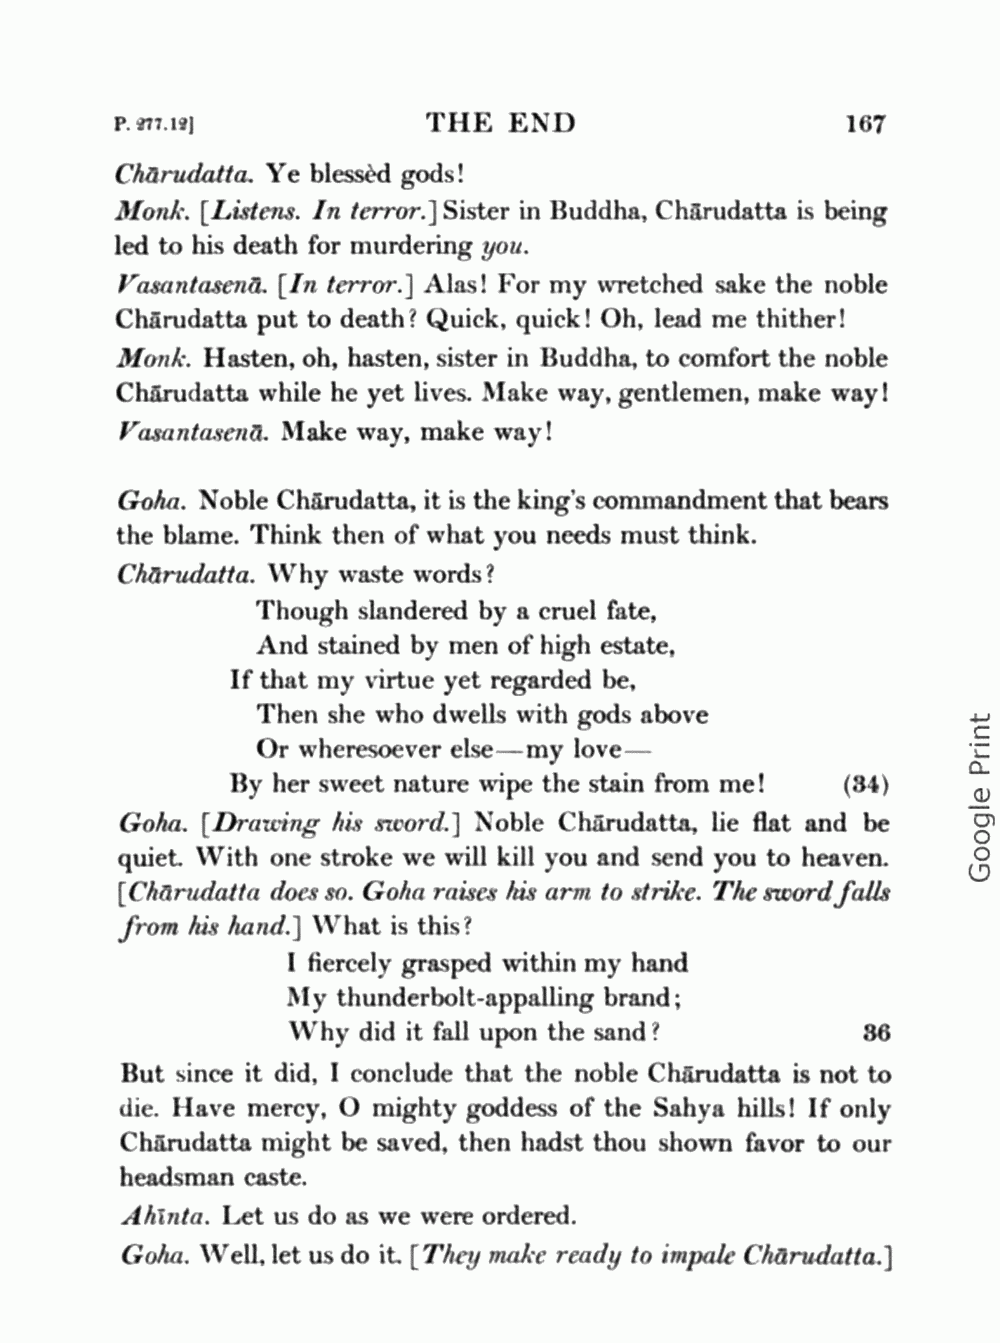 P. 277.12] THE END 167
Chārudatta. Ye blessèd gods!
Monk. [Listens. In terror.] Sister in Buddha, Chārudatta is being
led to his death for murdering you.
Vasantasenā. [In terror.] Alas! For my wretched sake the noble
Chārudatta put to death? Quick, quick! Oh, lead me thither!
Monk. Hasten, oh, hasten, sister in Buddha, to comfort the noble
Chārudatta while he yet lives. Make way, gentlemen, make way!
Vasantasenā. Make way, make way!
Goha. Noble Chārudatta, it is the king's commandment that bears
the blame. Think then of what you needs must think.
Chārudatta. Why waste words?
Though slandered by a cruel fate,
And stained by men of high estate,
If that my virtue yet regarded be,
Then she who dwells with gods above
Or wheresoever else—my love—
By her sweet nature wipe the stain from me! (34)
Goha. [Drawing his sword.] Noble Chārudatta, lie flat and be
quiet. With one stroke we will kill you and send you to heaven.
[Chārudatta does so. Goha raises his arm to strike. The sword falls
from his hand.] What is this?
I fiercely grasped within my hand
My thunderbolt-appalling brand;
Why did it fall upon the sand? 36
But since it did, I conclude that the noble Chārudatta is not to
die. Have mercy, O mighty goddess of the Sahya hills! If only
Chārudatta might be saved, then hadst thou shown favor to our
headsman caste.
Ahīnta. Let us do as we were ordered.
Goha. Well, let us do it. [They make ready to impale Chārudatta.]
Google Print